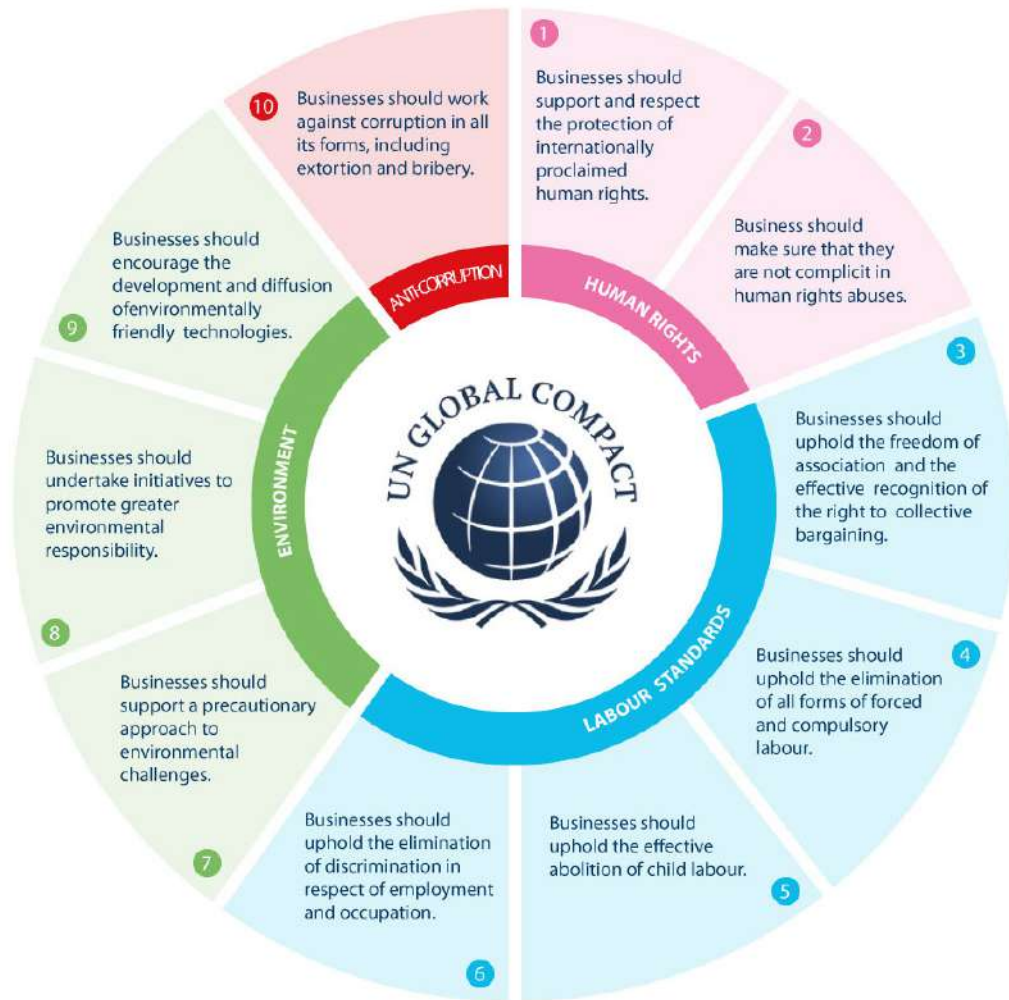 1
Businesses should
support and respect
the protection of
internationally
proclaimed
human rights.
2
Business should
make sure that they
are not complicit in
human rights abuses.
HUMAN RIGHTS
3
Businesses should
uphold the freedom of
association and the
effective recognition of
the right to collective
bargaining.
4
Businesses should
uphold the elimination
of all forms of forced
and compulsory
labour.
5
Businesses should
uphold the effective
abolition of child labour.
6
Businesses should
uphold the elimination
of discrimination in
respect of employment
and occupation.
LABOUR STANDARDS
7
Businesses should
support a precautionary
approach to
environmental
challenges.
8
Businesses should
undertake initiatives to
promote greater
environmental
responsibility.
9
Businesses should
encourage the
development and diffusion
ofenvironmentally
friendly technologies.
ENVIRONMENT
10
Businesses should work
against corruption in all
its forms, including
extortion and bribery.
ANTI-CORRUPTION
UN GLOBAL COMPACT